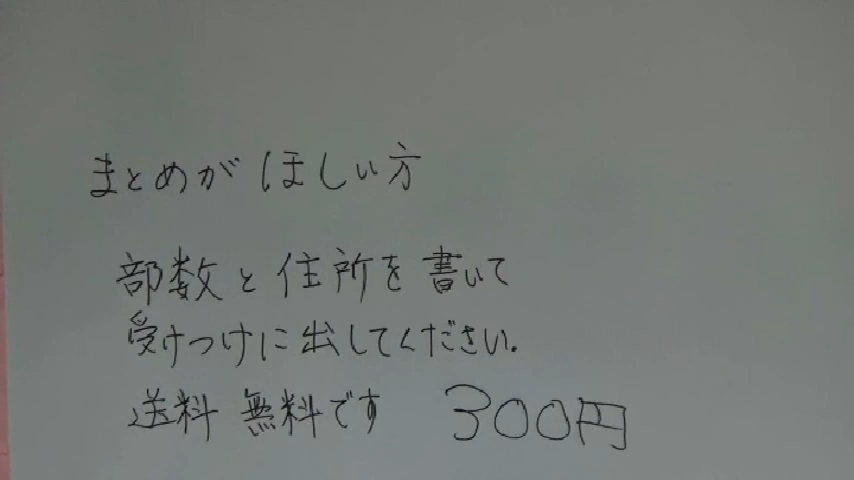 まとめが ほしい方
部数と住所を書いて
受けつけに出してください.
送料 無料です 300円